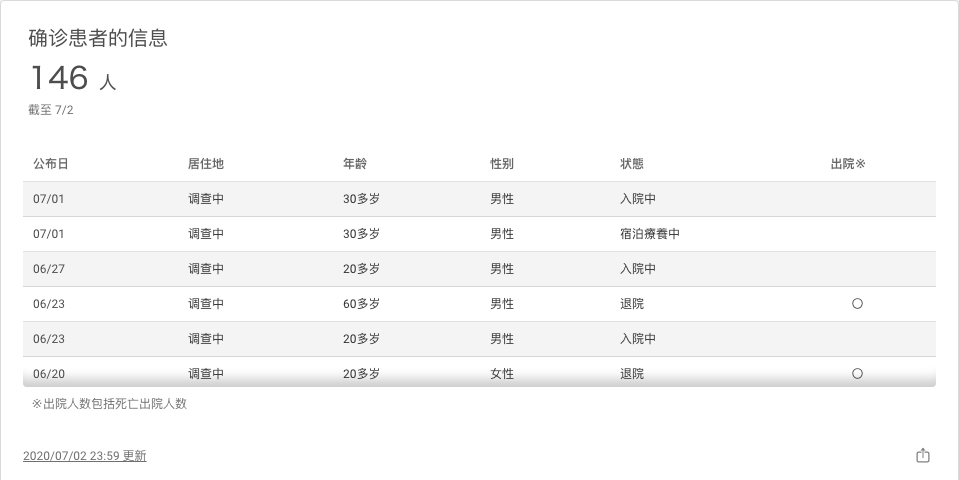 确诊患者的信息
146 人
截至 7/2
公布日 居住地 年龄 性别 状態 出院※
07/01 调查中 30多岁 男性 入院中
07/01 调查中 30多岁 男性 宿泊療養中
06/27 调查中 20多岁 男性 入院中
06/23 调查中 60多岁 男性 退院 〇
06/23 调查中 20多岁 男性 入院中
06/20 调查中 20多岁 女性 退院 〇
※出院人数包括死亡出院人数
2020/07/02 23:59 更新